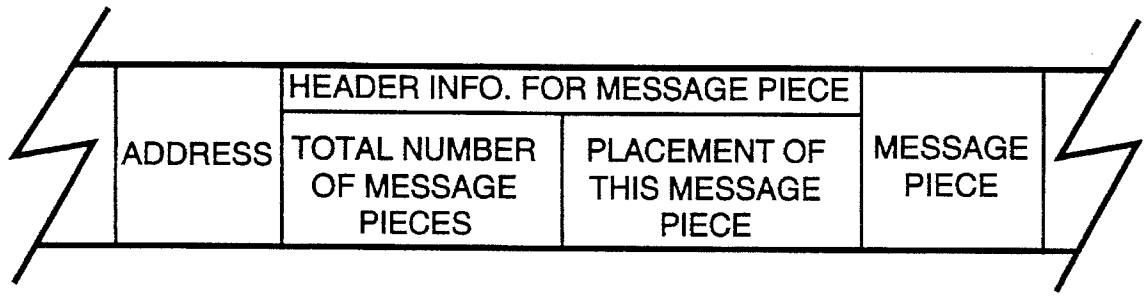 HEADER INFO. FOR MESSAGE PIECE
ADDRESS
TOTAL NUMBER
OF MESSAGE
PIECES
PLACEMENT OF
THIS MESSAGE
PIECE
MESSAGE
PIECE